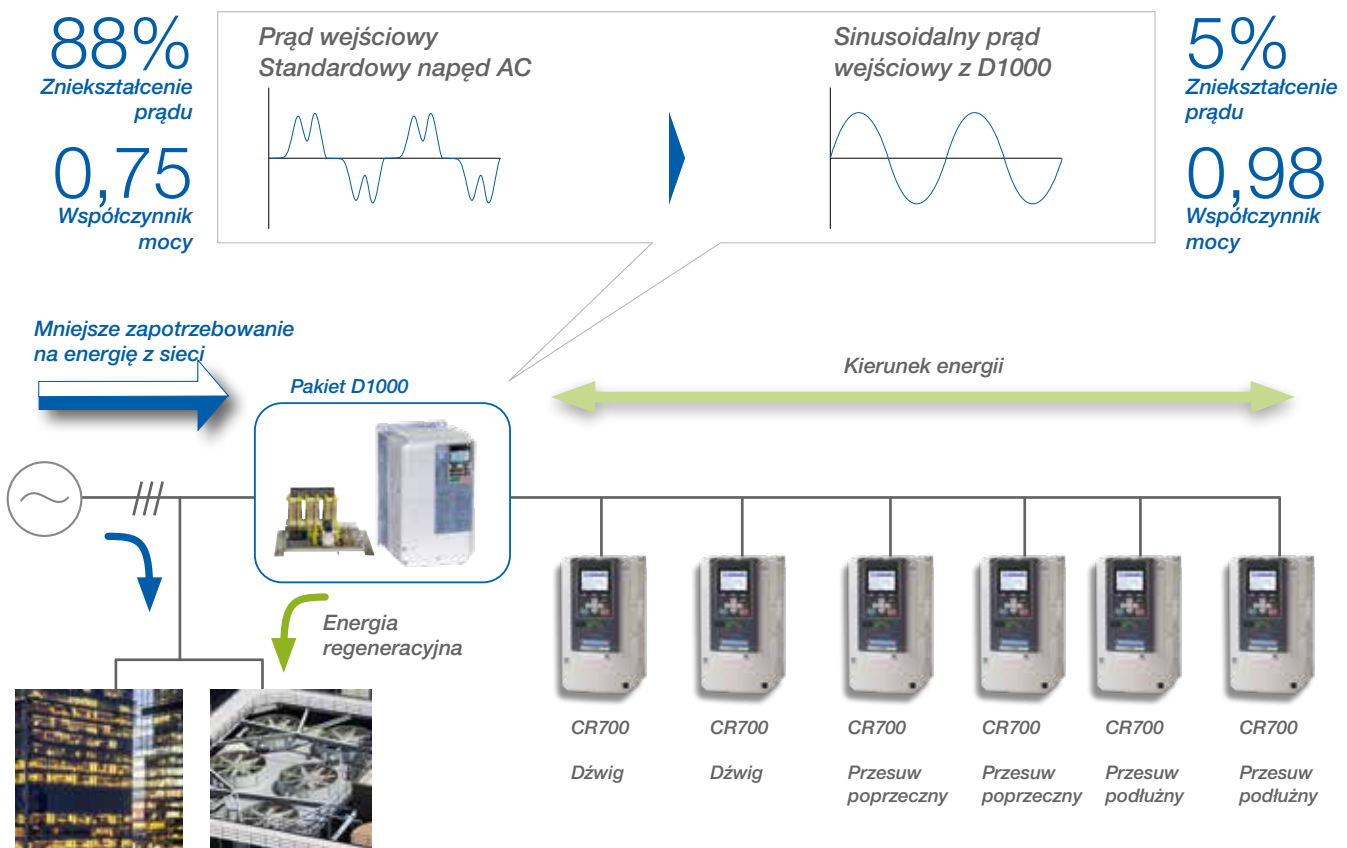 88%
Zniekształcenie
prądu
0,75
Współczynnik
mocy
Prąd wejściowy
Standardowy napęd AC
Sinusoidalny prąd
wejściowy z D1000
5%
Zniekształcenie
prądu
0,98
Współczynnik
mocy
Mniejsze zapotrzebowanie
na energię z sieci
Pakiet D1000
Kierunek energii
Energia
regeneracyjna
CR700
Dźwig
CR700
Dźwig
CR700
Przesuw
poprzeczny
CR700
Przesuw
poprzeczny
CR700
Przesuw
podłużny
CR700
Przesuw
podłużny